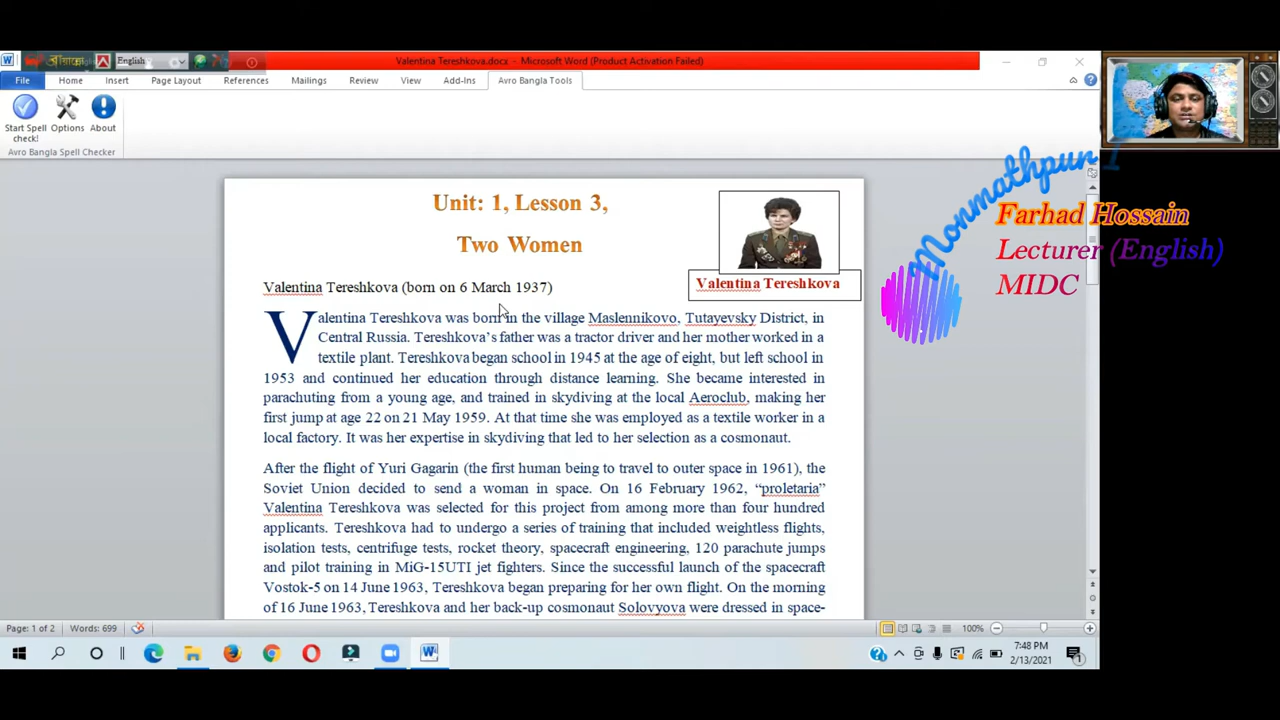 English
Valentina Tereshkova.docx - Microsoft Word (Product Activation Failed)
File Home Insert Page Layout References Mailings Review View Add-Ins Avro Bangla Tools
Start Spell check! Options About
Avro Bangla Spell Checker
Monmathpur
Farhad Hossain
Lecturer (English)
MIDC
Unit: 1, Lesson 3,
Two Women
Valentina Tereshkova
Valentina Tereshkova (born on 6 March 1937)
Valentina Tereshkova was born in the village Maslennikovo, Tutayevsky District, in
Central Russia. Tereshkova's father was a tractor driver and her mother worked in a
textile plant. Tereshkova began school in 1945 at the age of eight, but left school in
1953 and continued her education through distance learning. She became interested in
parachuting from a young age, and trained in skydiving at the local Aeroclub, making her
first jump at age 22 on 21 May 1959. At that time she was employed as a textile worker in a
local factory. It was her expertise in skydiving that led to her selection as a cosmonaut.
After the flight of Yuri Gagarin (the first human being to travel to outer space in 1961), the
Soviet Union decided to send a woman in space. On 16 February 1962, “proletaria”
Valentina Tereshkova was selected for this project from among more than four hundred
applicants. Tereshkova had to undergo a series of training that included weightless flights,
isolation tests, centrifuge tests, rocket theory, spacecraft engineering, 120 parachute jumps
and pilot training in MiG-15UTI jet fighters. Since the successful launch of the spacecraft
Vostok-5 on 14 June 1963, Tereshkova began preparing for her own flight. On the morning
of 16 June 1963, Tereshkova and her back-up cosmonaut Solovyova were dressed in space-
Page: 1 of 2 Words: 699 100%
7:48 PM
2/13/2021